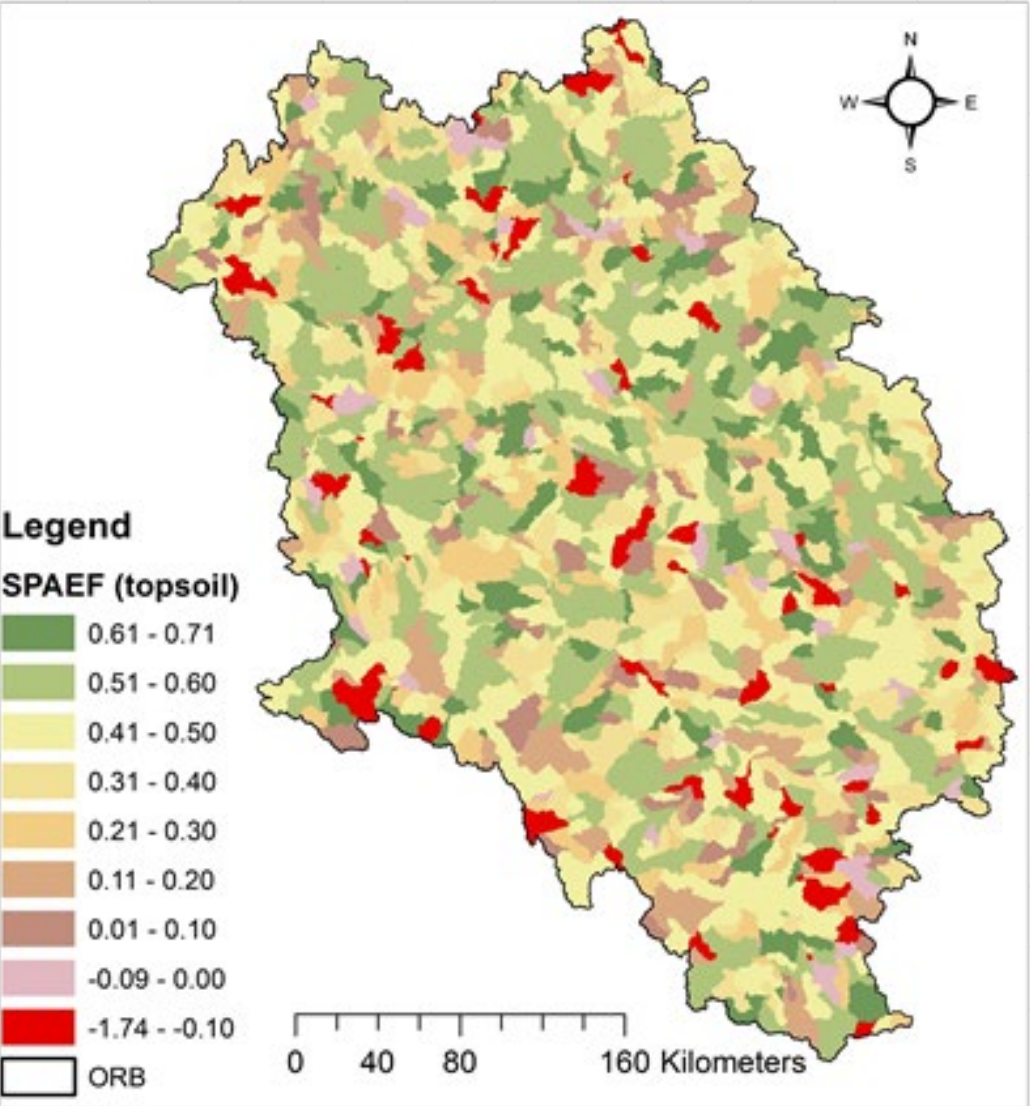 N
W E
S
Legend
SPAEF (topsoil)
0.61 - 0.71
0.51 - 0.60
0.41 - 0.50
0.31 - 0.40
0.21 - 0.30
0.11 - 0.20
0.01 - 0.10
-0.09 - 0.00
-1.74 - -0.10
ORB
0 40 80 160 Kilometers